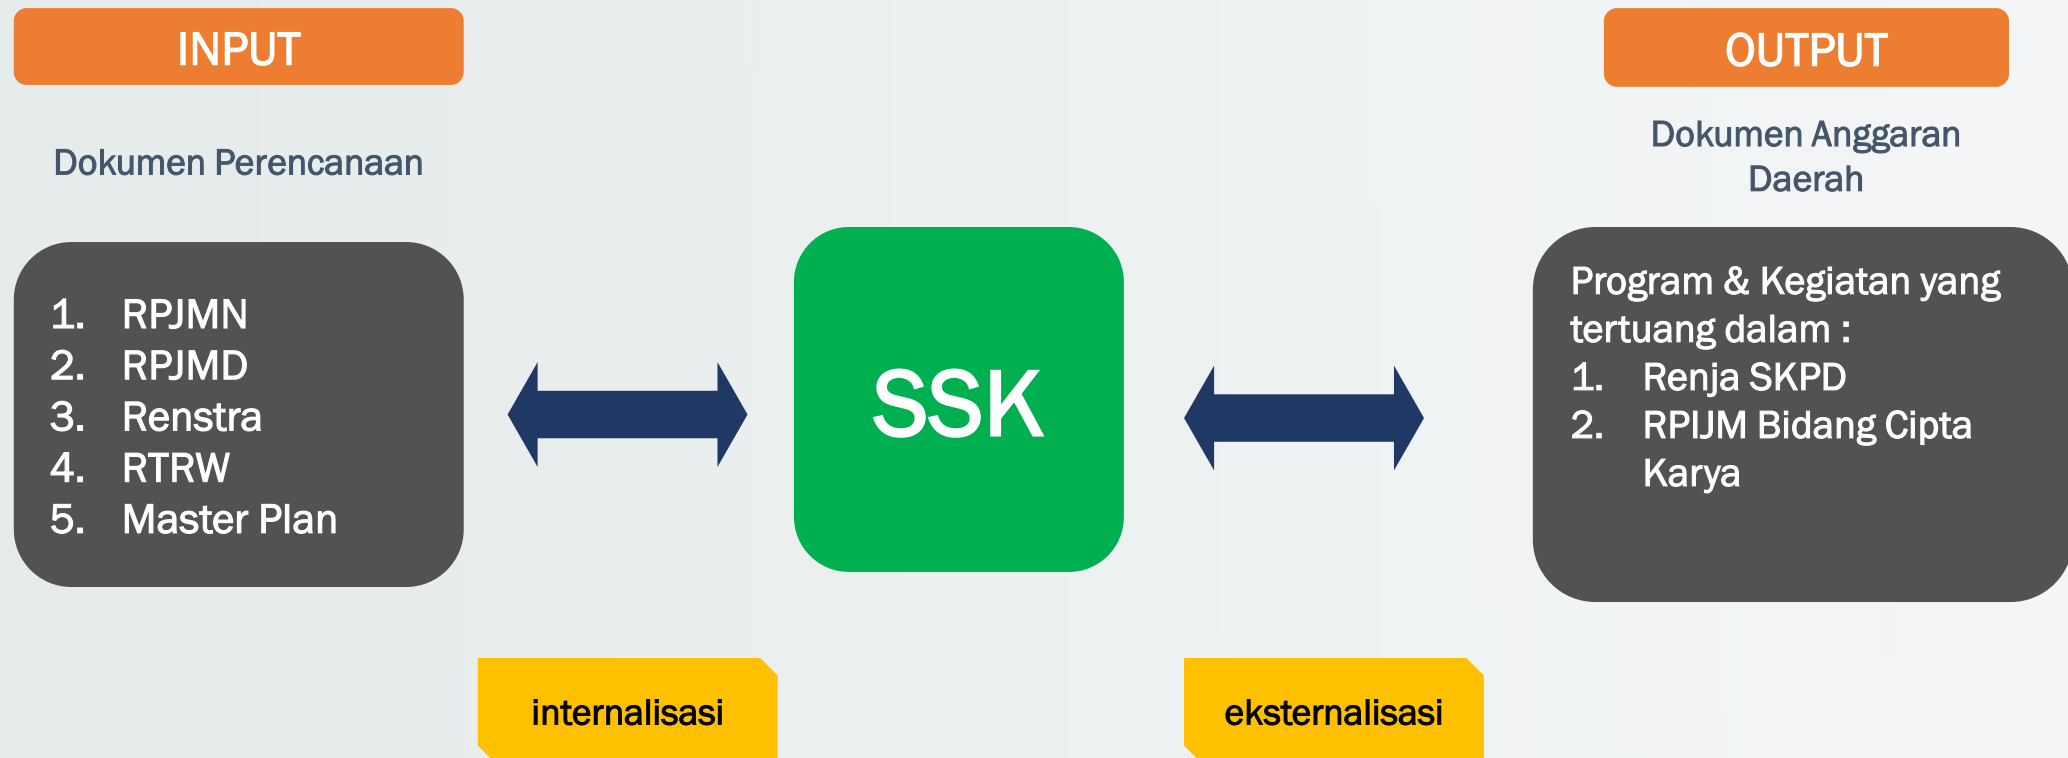 INPUT
Dokumen Perencanaan
1. RPJMN
2. RPJMD
3. Renstra
4. RTRW
5. Master Plan
internalisasi
SSK
eksternalisasi
OUTPUT
Dokumen Anggaran
Daerah
Program & Kegiatan yang
tertuang dalam :
1. Renja SKPD
2. RPIJM Bidang Cipta
Karya